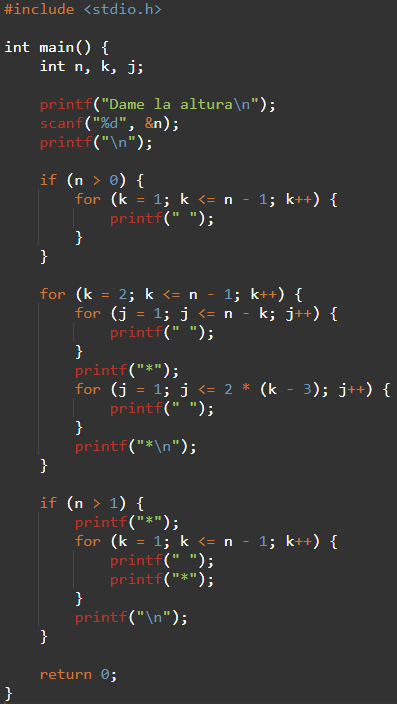 #include <stdio.h>

int main() {
    int n, k, j;

    printf("Dame la altura\n");
    scanf("%d", &n);
    printf("\n");

    if (n > 0) {
        for (k = 1; k <= n - 1; k++) {
            printf(" ");
        }
    }

    for (k = 2; k <= n - 1; k++) {
        for (j = 1; j <= n - k; j++) {
            printf(" ");
        }
        printf("*");
        for (j = 1; j <= 2 * (k - 3); j++) {
            printf(" ");
        }
        printf("*\n");
    }

    if (n > 1) {
        printf("*");
        for (k = 1; k <= n - 1; k++) {
            printf(" ");
            printf("*");
        }
        printf("\n");
    }

    return 0;
}